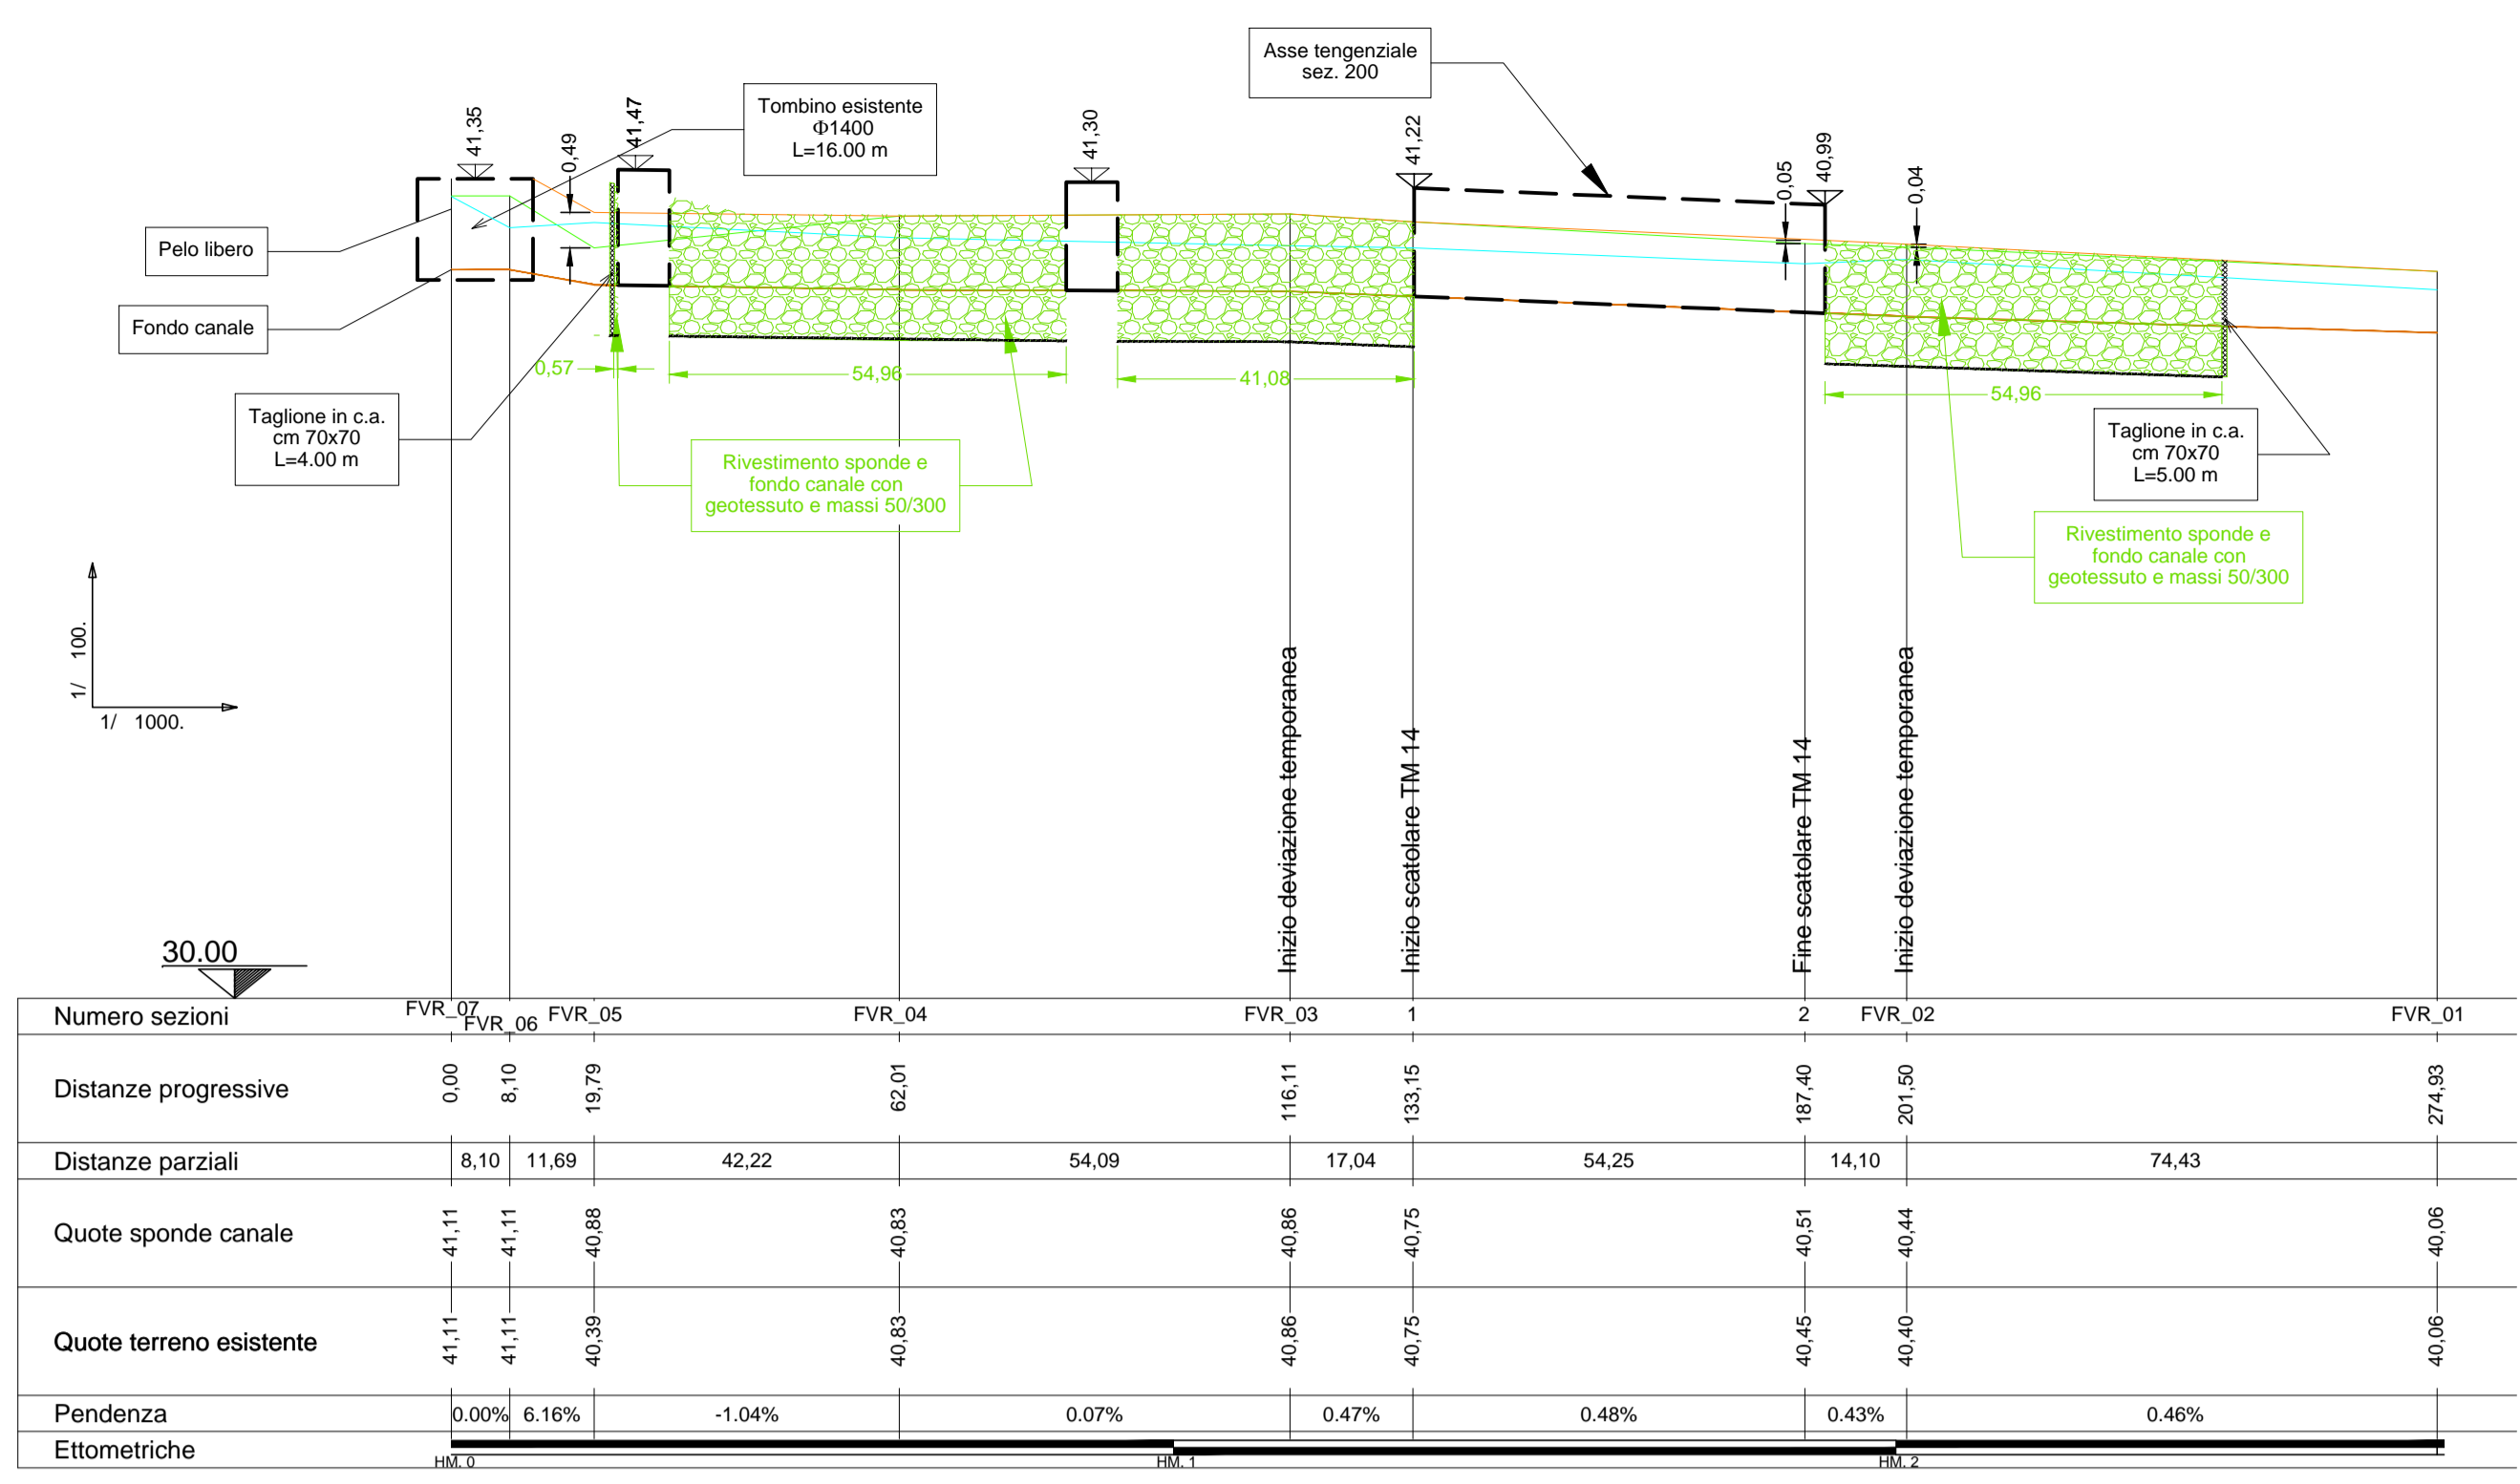 Asse tengenziale
sez. 200
Tombino esistente
Φ1400
L=16.00 m
41,35
0,49
41,47
41,30
41,22
0,05
40,99
0,04
Pelo libero
Fondo canale
0,57
54,96
41,08
54,96
Taglione in c.a.
cm 70x70
L=4.00 m
Rivestimento sponde e
fondo canale con
geotessuto e massi 50/300
Taglione in c.a.
cm 70x70
L=5.00 m
Rivestimento sponde e
fondo canale con
geotessuto e massi 50/300
1/ 100.
1/ 1000.
Inizio deviazione temporanea
Inizio scatolare TM 14
Fine scatolare TM 14
Inizio deviazione temporanea
30.00
Numero sezioni FVR_07 FVR_06 FVR_05 FVR_04 FVR_03 1 2 FVR_02 FVR_01
Distanze progressive 0,00 8,10 19,79 62,01 116,11 133,15 187,40 201,50 274,93
Distanze parziali 8,10 11,69 42,22 54,09 17,04 54,25 14,10 74,43
Quote sponde canale 41,11 41,11 40,88 40,83 40,86 40,75 40,51 40,44 40,06
Quote terreno esistente 41,11 41,11 40,39 40,83 40,86 40,75 40,45 40,40 40,06
Pendenza 0.00% 6.16% -1.04% 0.07% 0.47% 0.48% 0.43% 0.46%
Ettometriche
HM. 0 HM. 1 HM. 2